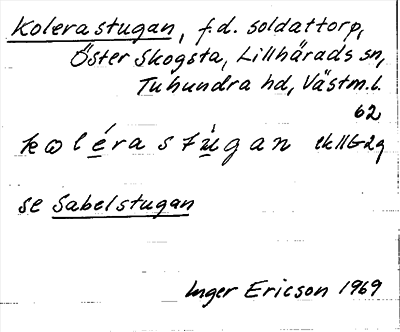 Kolerastugan, f.d. soldattorp,
Öster Skogsta, Lillhärads sn,
Tuhundra hd, Västm.l.
62
se Sabelstugan
Inger Ericson 1969